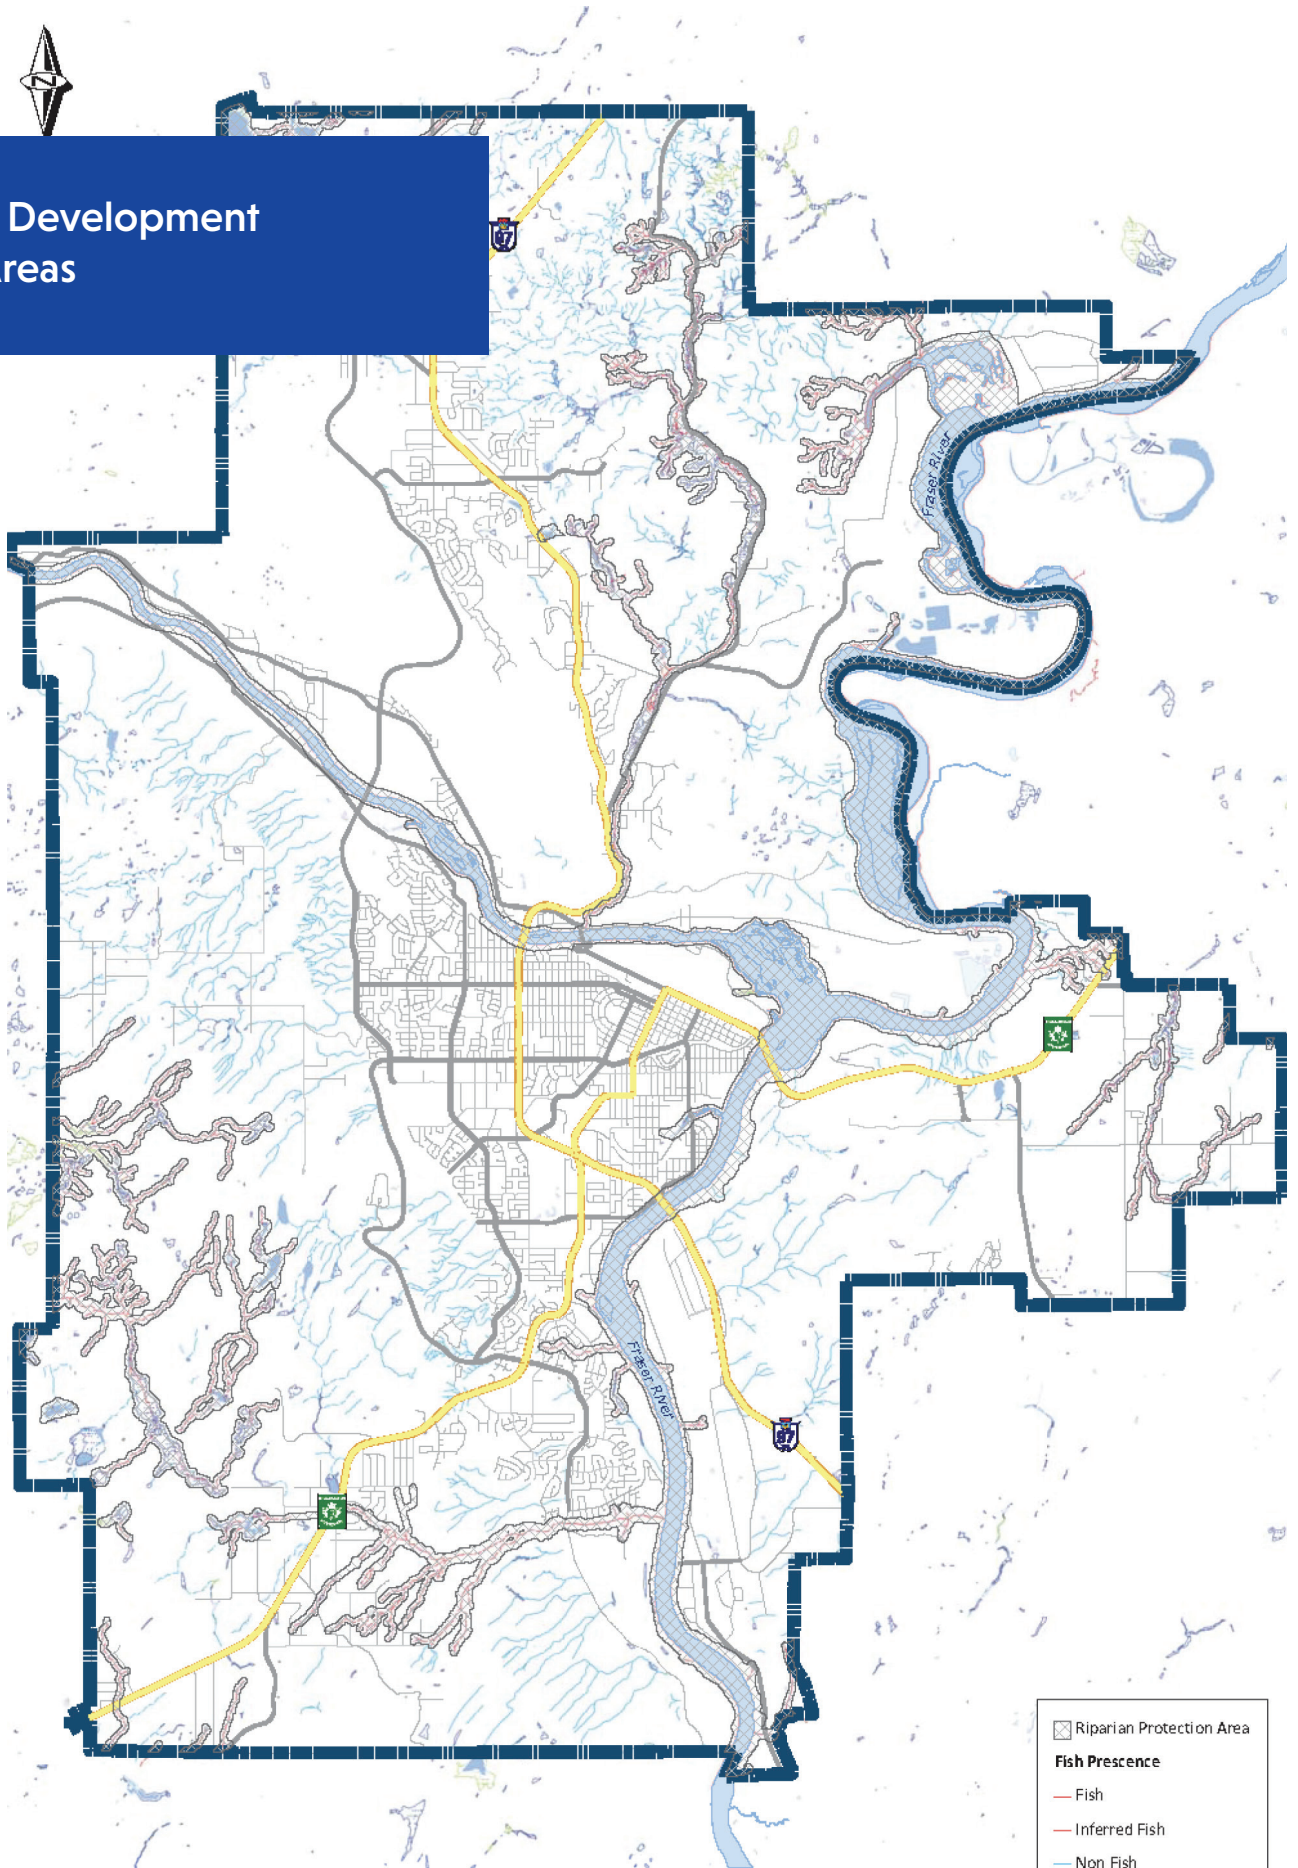 N
Development
reas
97
Fraser River
Fraser River
97
Riparian Protection Area
Fish Prescence
Fish
Inferred Fish
Non Fish